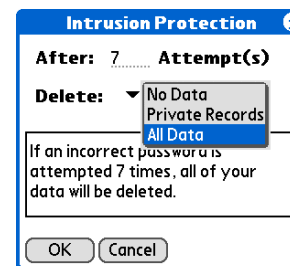 Intrusion Protection
After: 7 Attempt(s)
Delete: No Data
Private Records
All Data
If an incorrect password is
attempted 7 times, all of your
data will be deleted.
OK Cancel